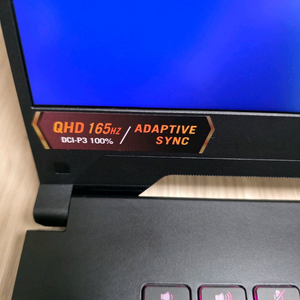 QHD 165HZ / ADAPTIVE
DCI-P3 100% SYNC